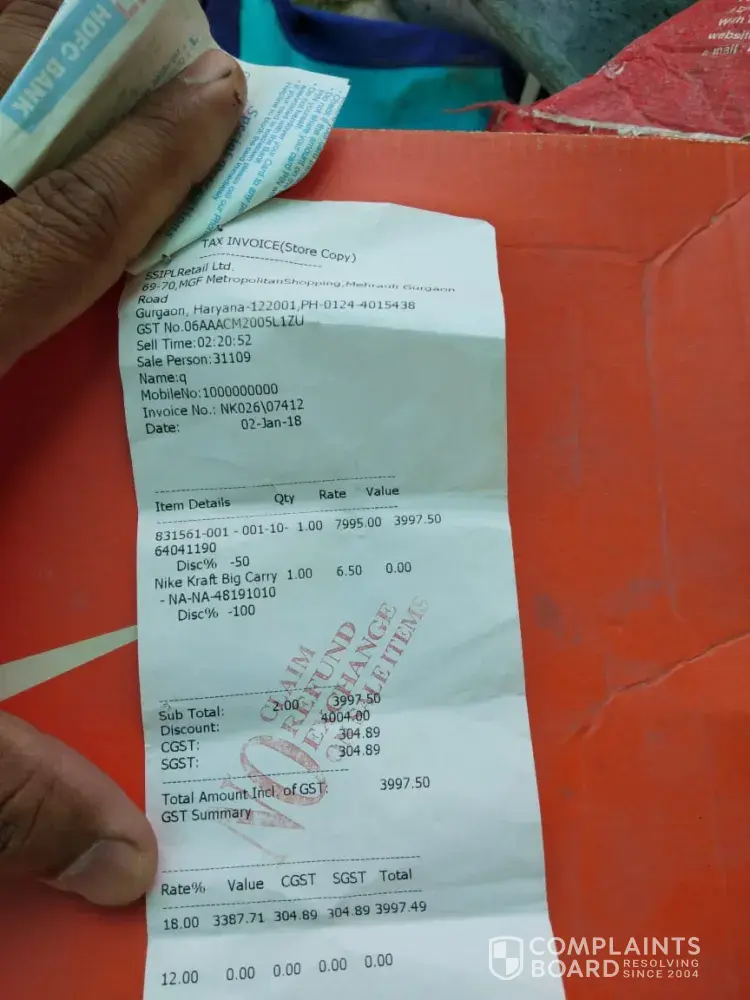 HDFC BANK
websit
mail:
TAX INVOICE(Store Copy)
SSIPLRetail Ltd.
69-70,MGF MetropolitanShopping,Mehrauli Gurgaon
Road
Gurgaon, Haryana-122001,PH-0124-4015438
GST No.06AAACM2005L1ZU
Sell Time:02:20:52
Sale Person:31109
Name:q
MobileNo:1000000000
Invoice No.: NK026\07412
Date: 02-Jan-18
Item Details Qty Rate Value
831561-001 - 001-10- 1.00 7995.00 3997.50
64041190
Disc% -50
Nike Kraft Big Carry 1.00 6.50 0.00
- NA-NA-48191010
Disc% -100
NO CLAIM
REFUND
EXCHANGE
ON SALE ITEMS
Sub Total: 2.00 3997.50
Discount: 4004.00
CGST: 304.89
SGST: 304.89
Total Amount Incl. of GST: 3997.50
GST Summary
Rate% Value CGST SGST Total
18.00 3387.71 304.89 304.89 3997.49
12.00 0.00 0.00 0.00 0.00
COMPLAINTS
BOARD RESOLVING
SINCE 2004